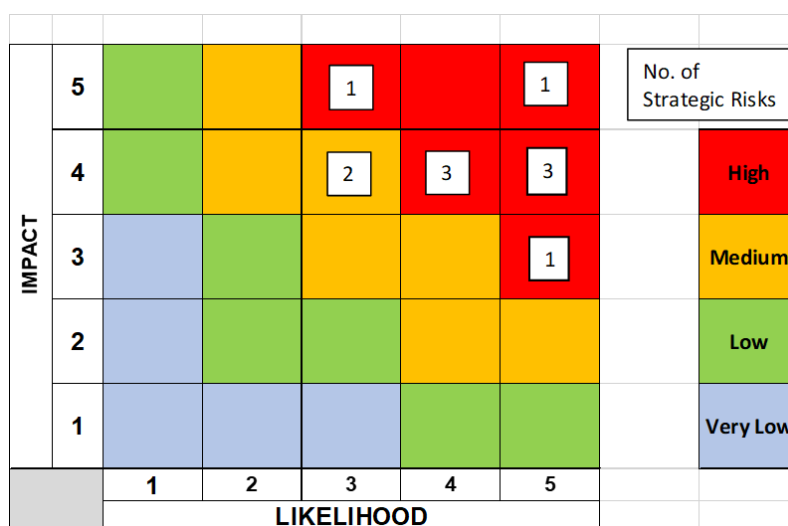 5
1
1
No. of
Strategic Risks
4
2
3
3
High
IMPACT
3
1
Medium
2
Low
1
Very Low
1
2
3
4
5
LIKELIHOOD